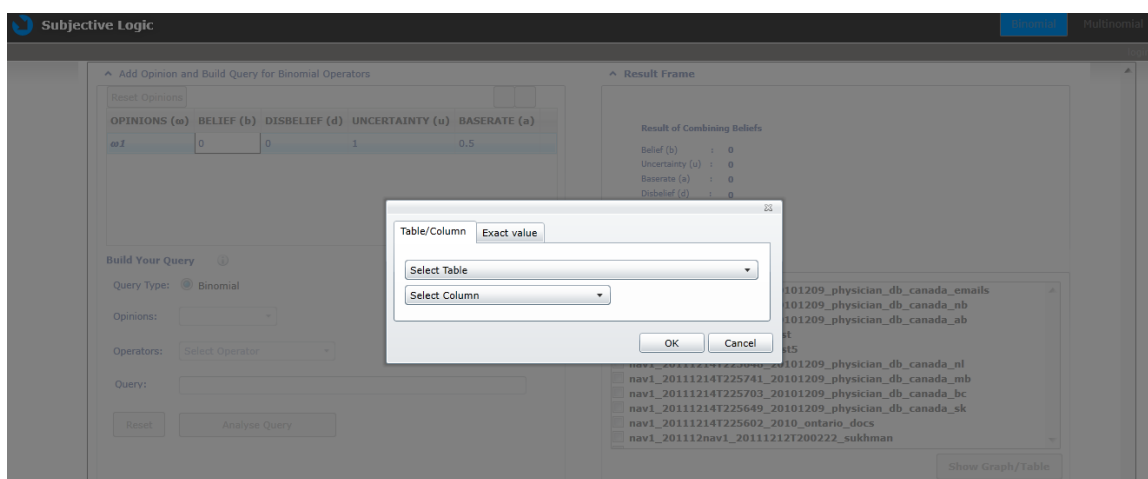 Subjective Logic
Binomial
Multinomial
Add Opinion and Build Query for Binomial Operators
Reset Opinions
OPINIONS (ω) BELIEF (b) DISBELIEF (d) UNCERTAINTY (u) BASERATE (a)
ω1 0 0 1 0.5
Result Frame
Result of Combining Beliefs
Belief (b) : 0
Uncertainty (u) : 0
Baserate (a) : 0
Disbelief (d) : 0
Table/Column
Exact value
Select Table
Select Column
OK
Cancel
Build Your Query
Query Type: Binomial
Opinions:
Operators: Select Operator
Query:
Reset
Analyse Query
20101209_physician_db_canada_emails
20101209_physician_db_canada_nb
20101209_physician_db_canada_ab
nav1_20111214T225741_20101209_physician_db_canada_mb
nav1_20111214T225703_20101209_physician_db_canada_bc
nav1_20111214T225649_20101209_physician_db_canada_sk
nav1_20111214T225602_2010_ontario_docs
nav1_201112nav1_20111212T200222_sukhman
Show Graph/Table